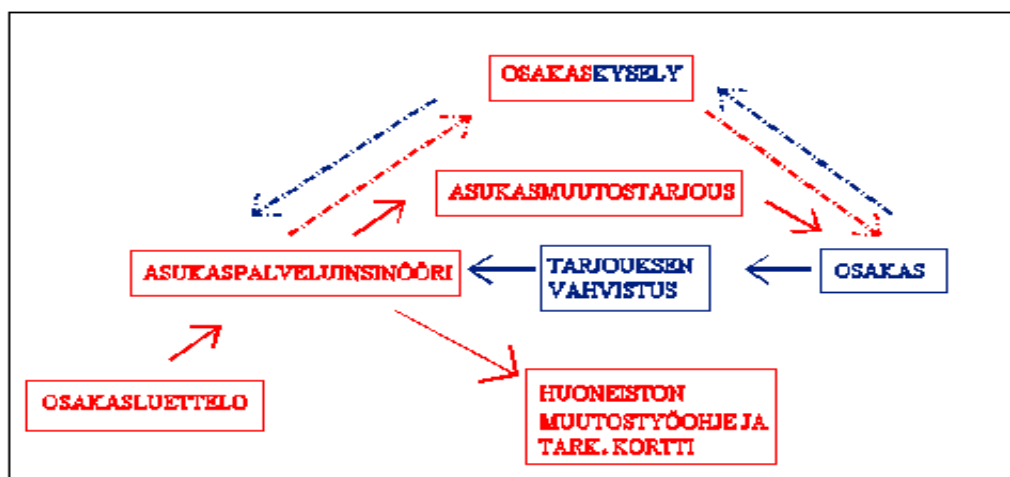 OSAKASKYSELY
ASUKASMUUTOSTARJOUS
ASUKASPALVELUINSINÖÖRI
TARJOUKSEN
VAHVISTUS
OSAKAS
OSAKASLUETTELO
HUONEISTON
MUUTOSTYÖOHJE JA
TARK. KORTTI